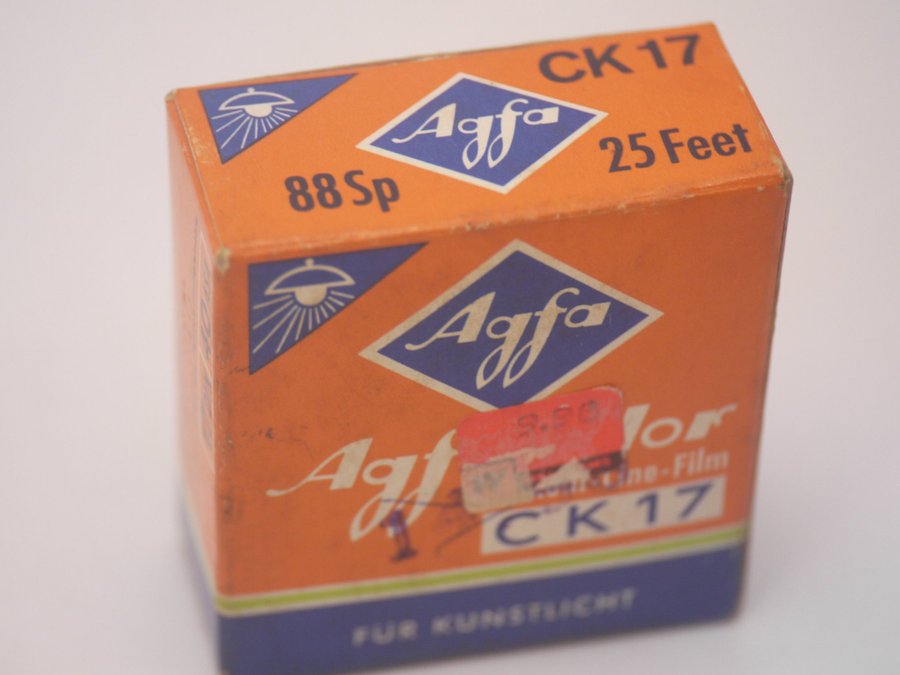 CK 17
Agfa
88 Sp
25 Feet
Agfa
CK 17
FÜR KUNSTLICHT